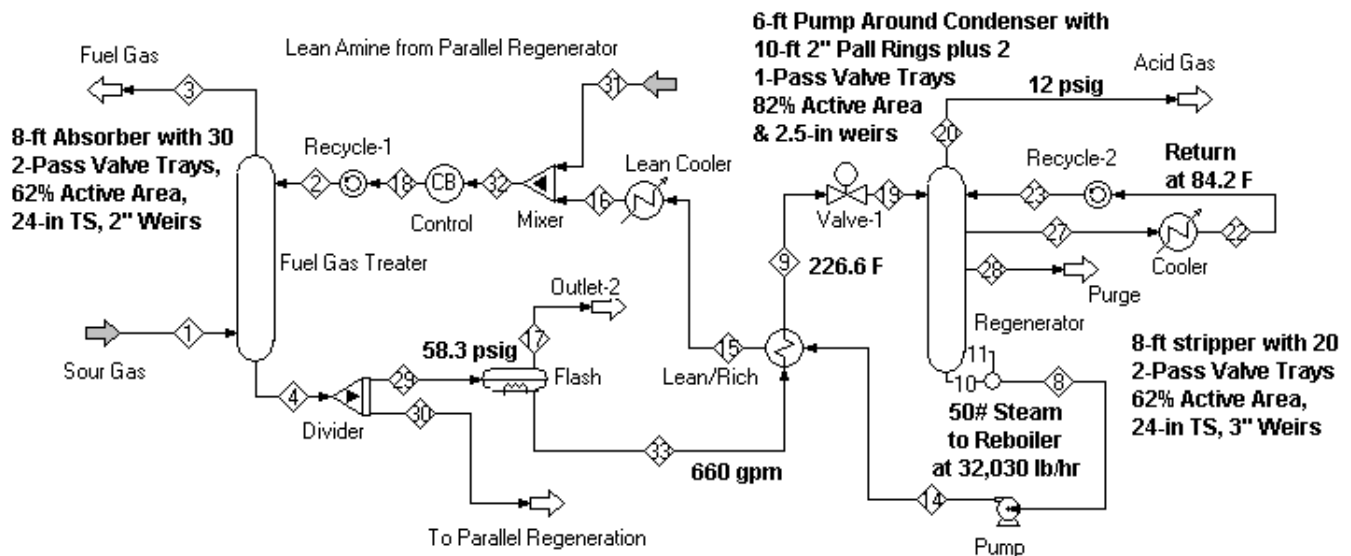 Fuel Gas
3
8-ft Absorber with 30
2-Pass Valve Trays,
62% Active Area,
24-in TS, 2" Weirs
Lean Amine from Parallel Regenerator
31
Recycle-1
2
18
CB
Control
32
Mixer
16
Lean Cooler
Fuel Gas Treater
Sour Gas
1
4
Divider
29
30
58.3 psig
17
Outlet-2
Flash
33
660 gpm
To Parallel Regeneration
15
Lean/Rich
9
226.6 F
Valve-1
19
6-ft Pump Around Condenser with
10-ft 2" Pall Rings plus 2
1-Pass Valve Trays
82% Active Area
& 2.5-in weirs
20
12 psig
Acid Gas
Recycle-2
23
Return
at 84.2 F
27
Cooler
22
28
Purge
Regenerator
11
10
8
50# Steam
to Reboiler
at 32,030 lb/hr
8-ft stripper with 20
2-Pass Valve Trays
62% Active Area,
24-in TS, 3" Weirs
14
Pump